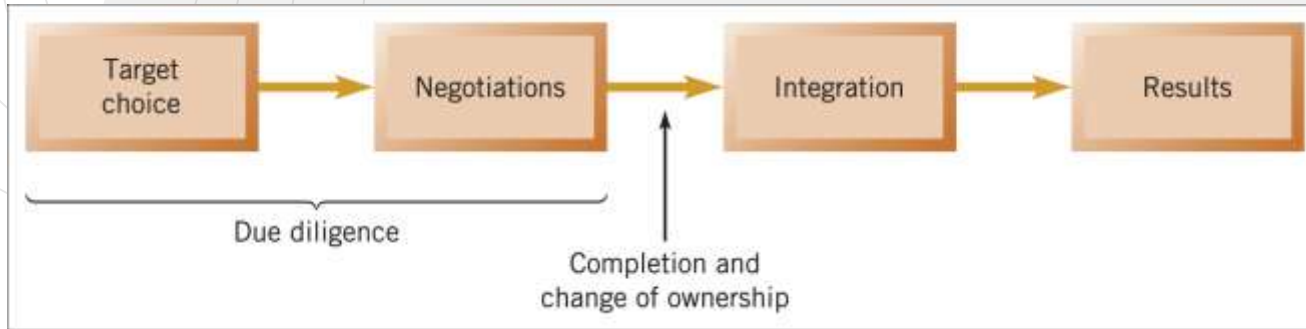 Target
choice
Negotiations
Integration
Results
Due diligence
Completion and
change of ownership